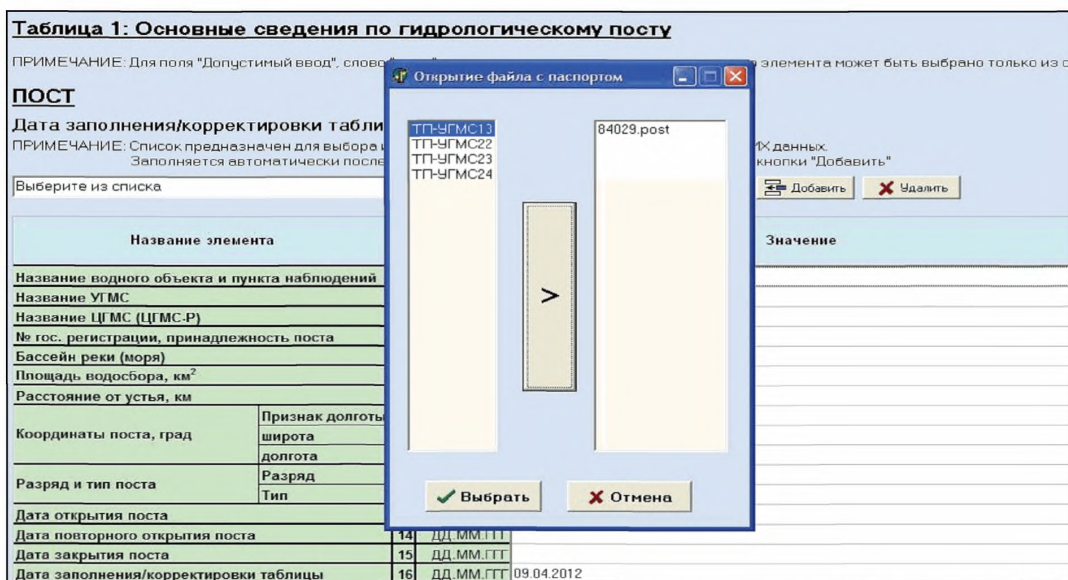 Таблица 1: Основные сведения по гидрологическому посту
ПРИМЕЧАНИЕ: Для поля "Допустимый ввод", слово
элемента может быть выбрано только из с
ПОСТ
Дата заполнения/корректировки табли
ПРИМЕЧАНИЕ: Список предназначен для выбора и
Х данных.
Заполняется автоматически после
кнопки "Добавить"
Выберите из списка
Добавить
Удалить
Название элемента
Значение
Название водного объекта и пункта наблюдений
Название УГМС
Название ЦГМС (ЦГМС-Р)
№ гос. регистрации, принадлежность поста
Бассейн реки (моря)
Площадь водосбора, км²
Расстояние от устья, км
Координаты поста, град
Признак долготы
широта
долгота
Разряд и тип поста
Разряд
Тип
Дата открытия поста
Дата повторного открытия поста 14 ДД.ММ.ГГГ
Дата закрытия поста 15 ДД.ММ.ГГГ
Дата заполнения/корректировки таблицы 16 ДД.ММ.ГГГ 09.04.2012
Открытие файла с паспортом
ТП-УГМС13
ТП-УГМС22
ТП-УГМС23
ТП-УГМС24
>
84029.post
Выбрать
Отмена